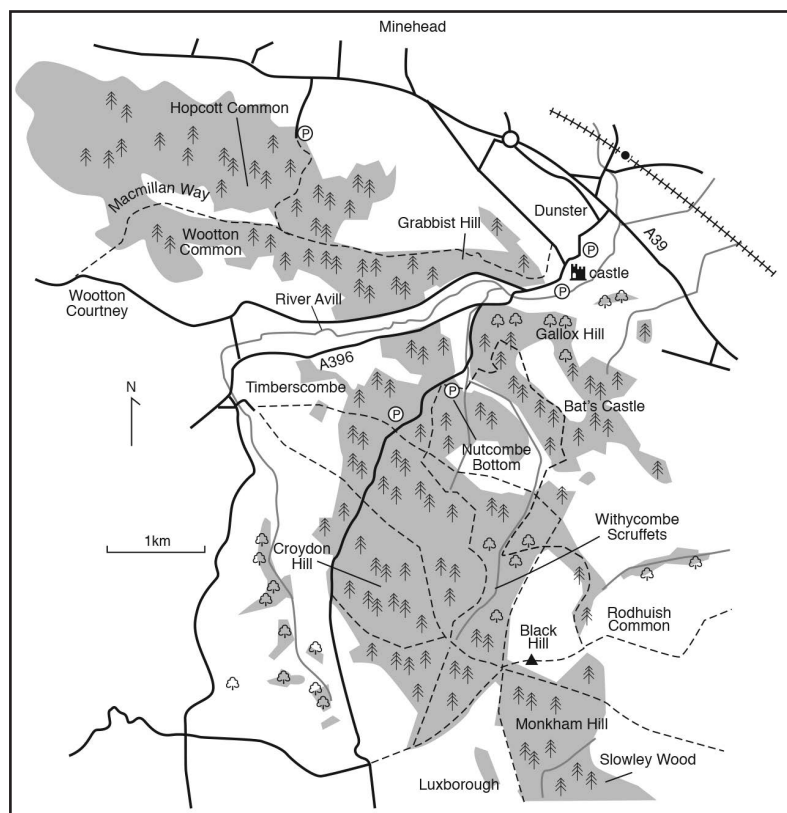 Minehead
Hopcott Common
P
Macmillan Way
Wootton
Common
Grabbist Hill
Dunster
P
A39
castle
Wootton
Courtney
River Avill
P
Gallox Hill
A396
N
Timberscombe
P
P
Bat's Castle
Nutcombe
Bottom
1km
Croydon
Hill
Withycombe
Scruffets
Rodhuish
Common
Black
Hill
Monkham Hill
Slowley Wood
Luxborough